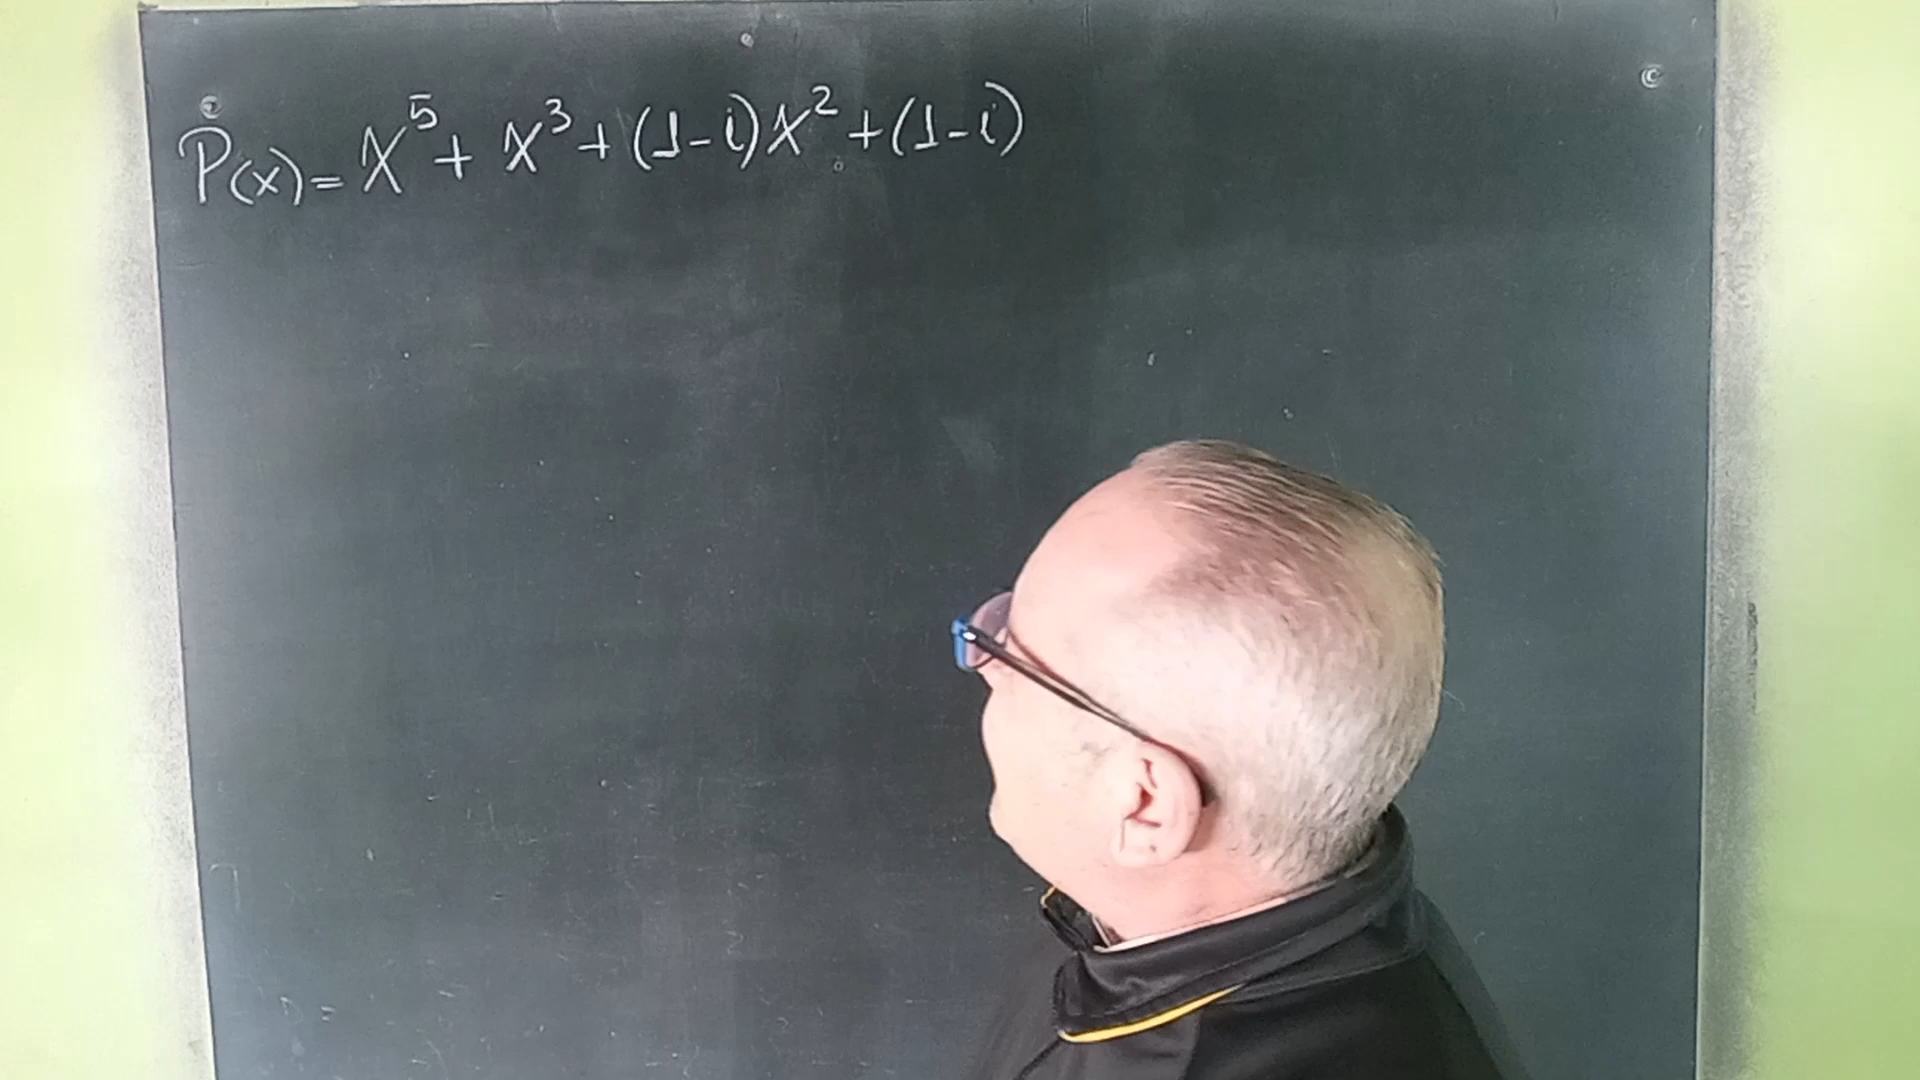 P(x) = x⁵ + x³ + (1-i)x² + (1-i)